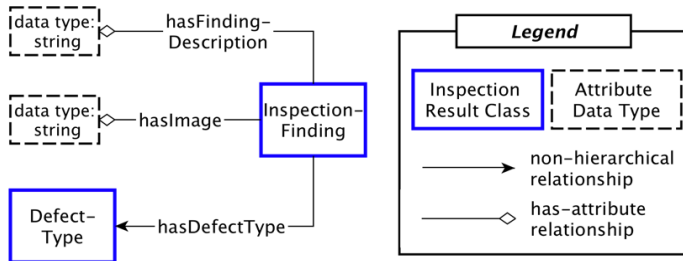 data type:
string
hasFinding-
Description
data type:
string
hasImage
Inspection-
Finding
Defect-
Type
hasDefectType
Legend
Inspection
Result Class
Attribute
Data Type
non-hierarchical
relationship
has-attribute
relationship